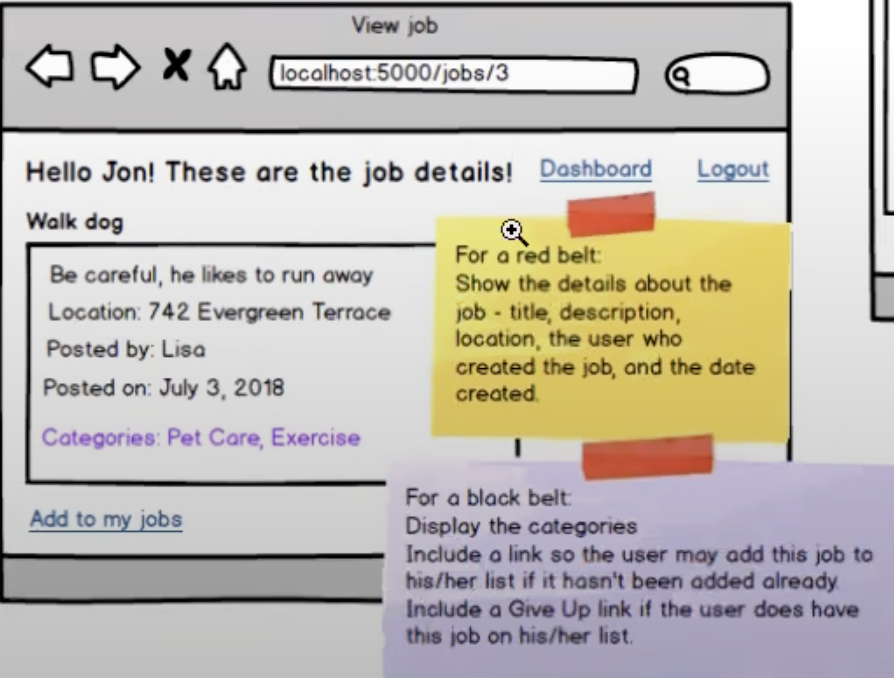 View job
localhost:5000/jobs/3
Hello Jon! These are the job details!
Dashboard
Logout
Walk dog
Be careful, he likes to run away
Location: 742 Evergreen Terrace
Posted by: Lisa
Posted on: July 3, 2018
Categories: Pet Care, Exercise
Add to my jobs
For a red belt:
Show the details about the
job - title, description,
location, the user who
created the job, and the date
created.
For a black belt:
Display the categories
Include a link so the user may add this job to
his/her list if it hasn't been added already.
Include a Give Up link if the user does have
this job on his/her list.